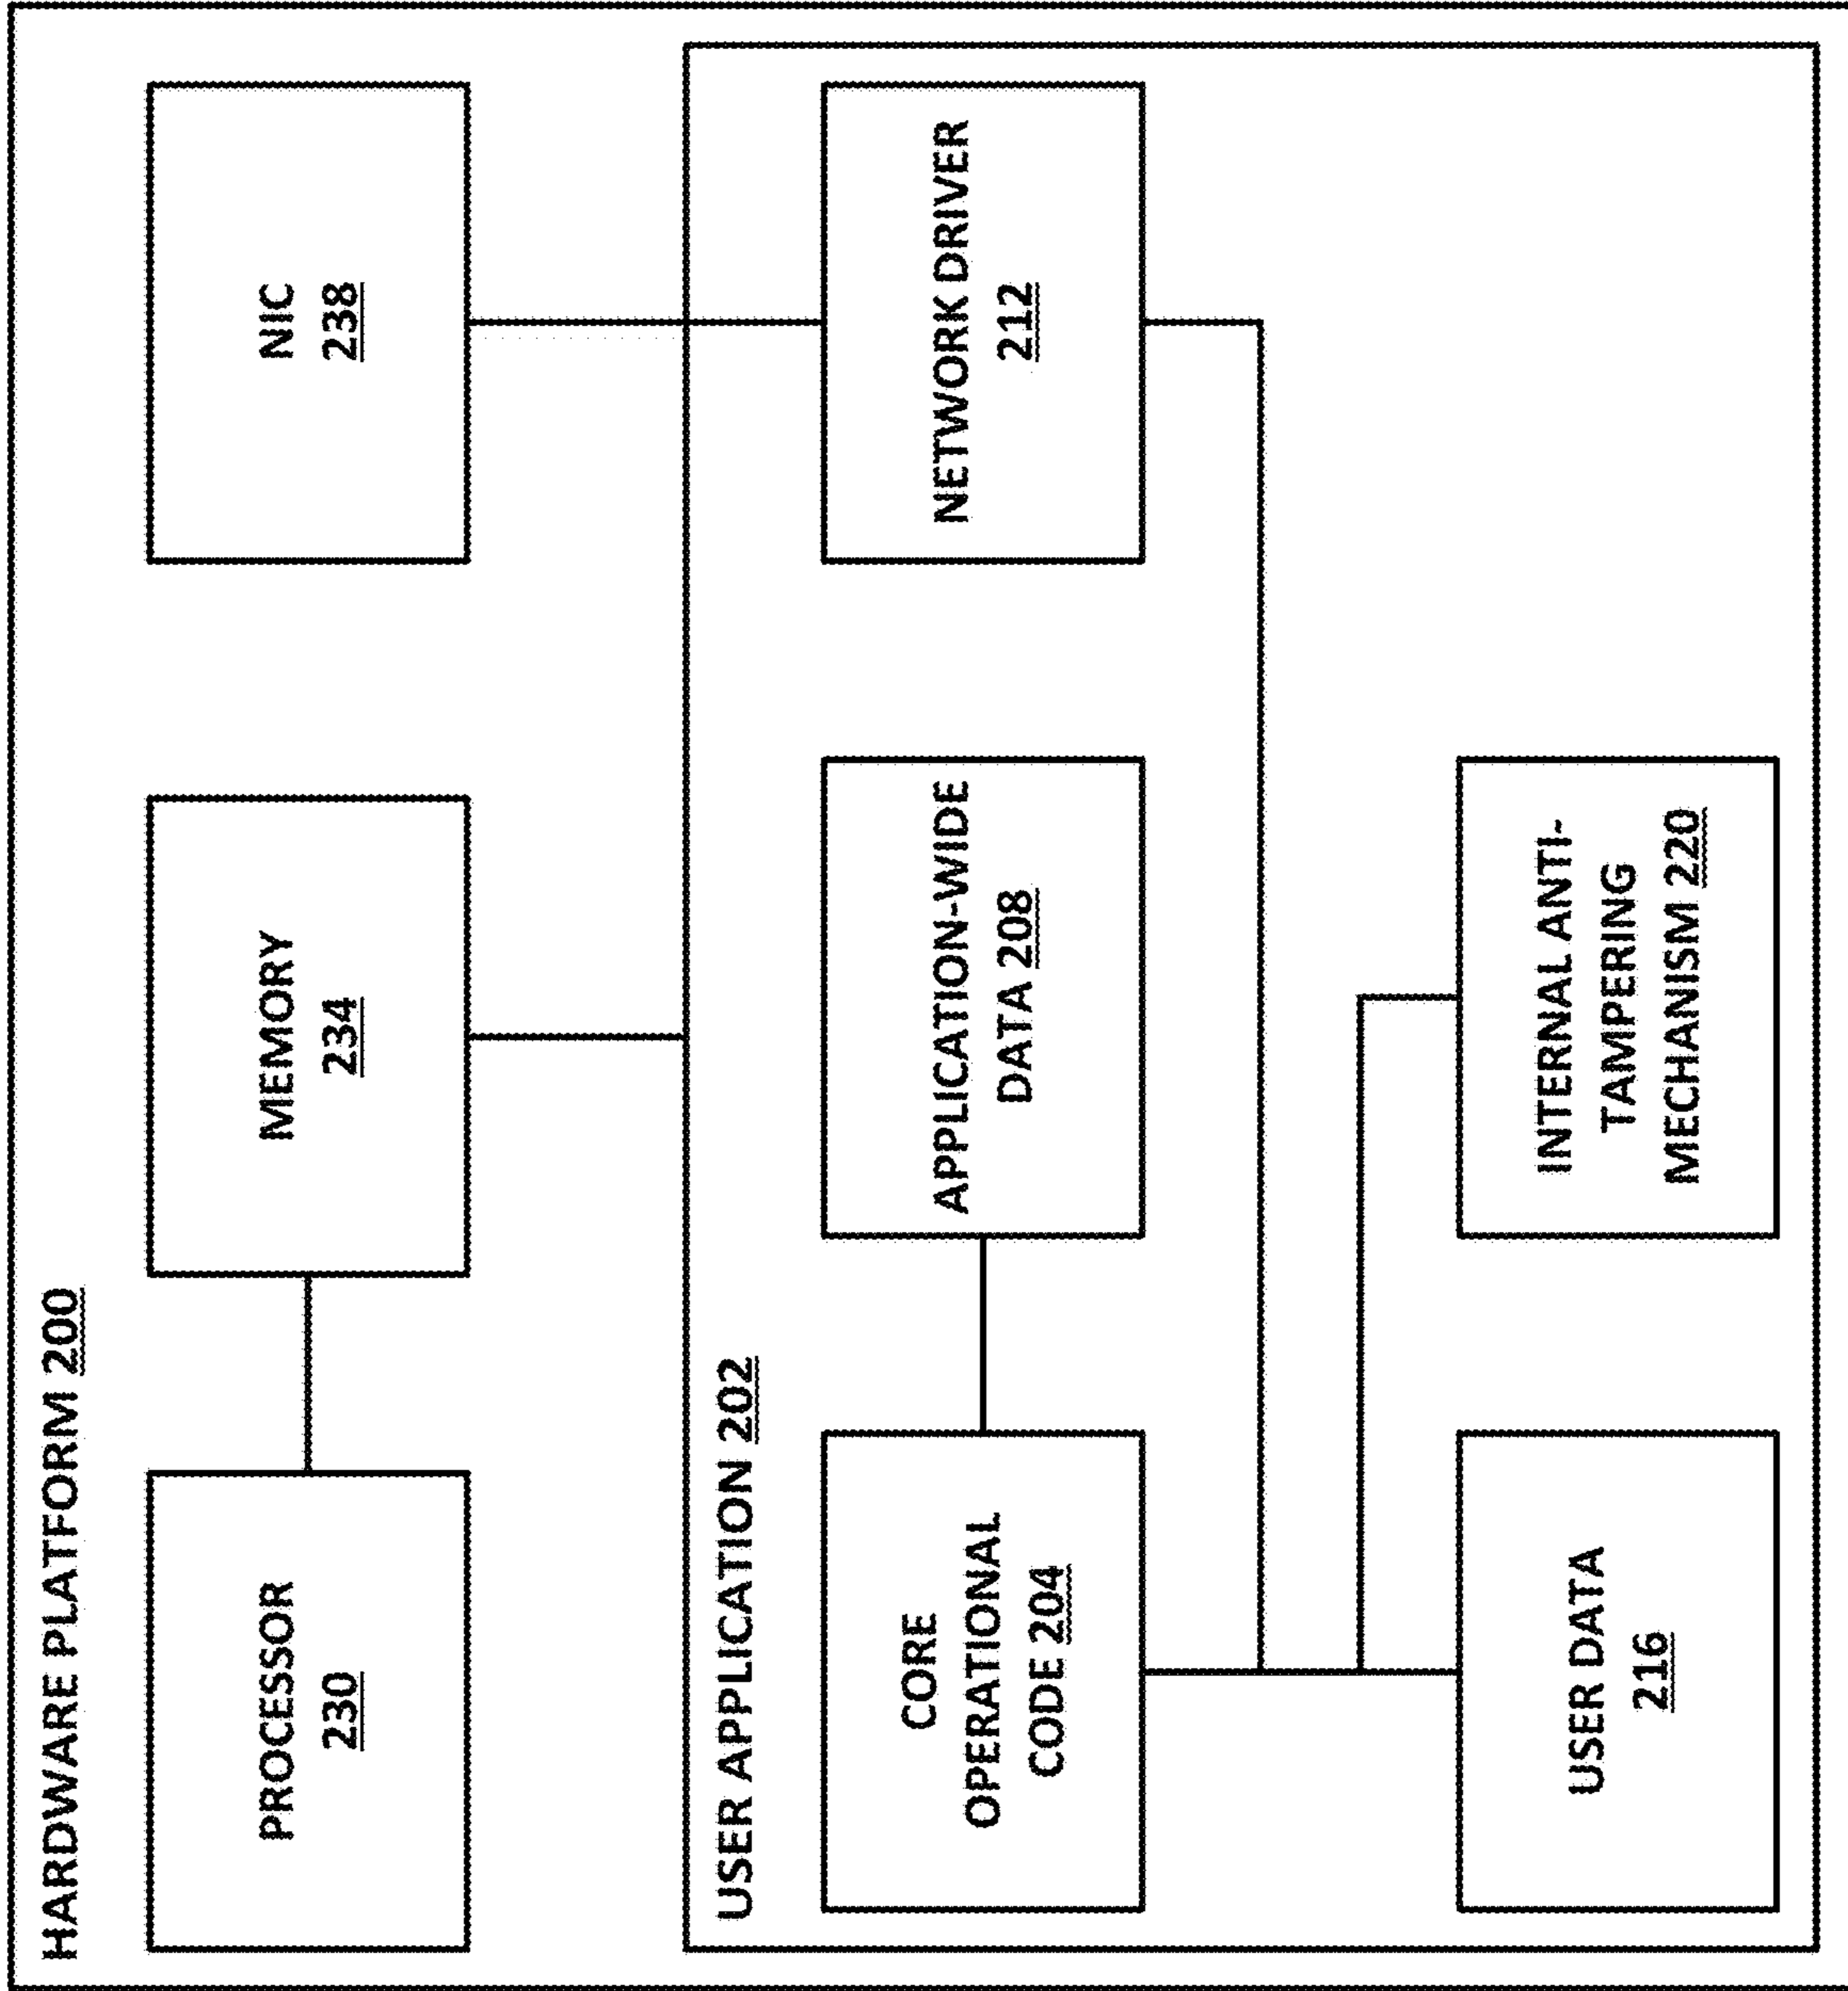 HARDWARE PLATFORM 200
PROCESSOR
230
MEMORY
234
NIC
238
USER APPLICATION 202
CORE
OPERATIONAL
CODE 204
APPLICATION-WIDE
DATA 208
NETWORK DRIVER
212
USER DATA
216
INTERNAL ANTI-
TAMPERING
MECHANISM 220